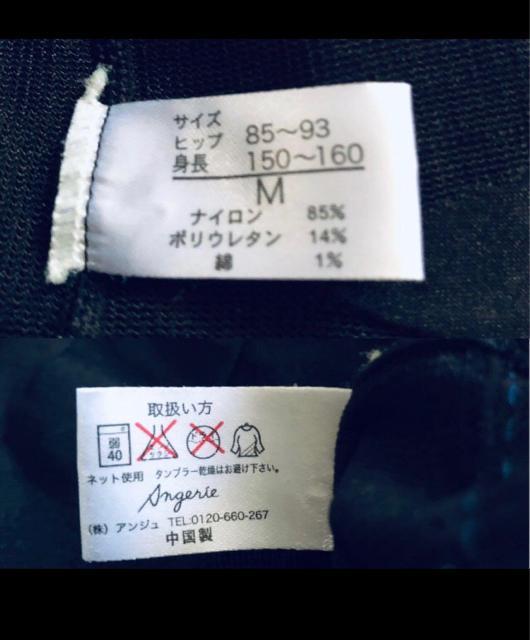 サイズ
ヒップ 85〜93
身長 150〜160
M
ナイロン 85%
ポリウレタン 14%
綿 1%
取扱い方
弱
40
ドライ
ネット使用 タンブラー乾燥はお避け下さい。
Angerie
(株) アンジュ TEL:0120-660-267
中国製